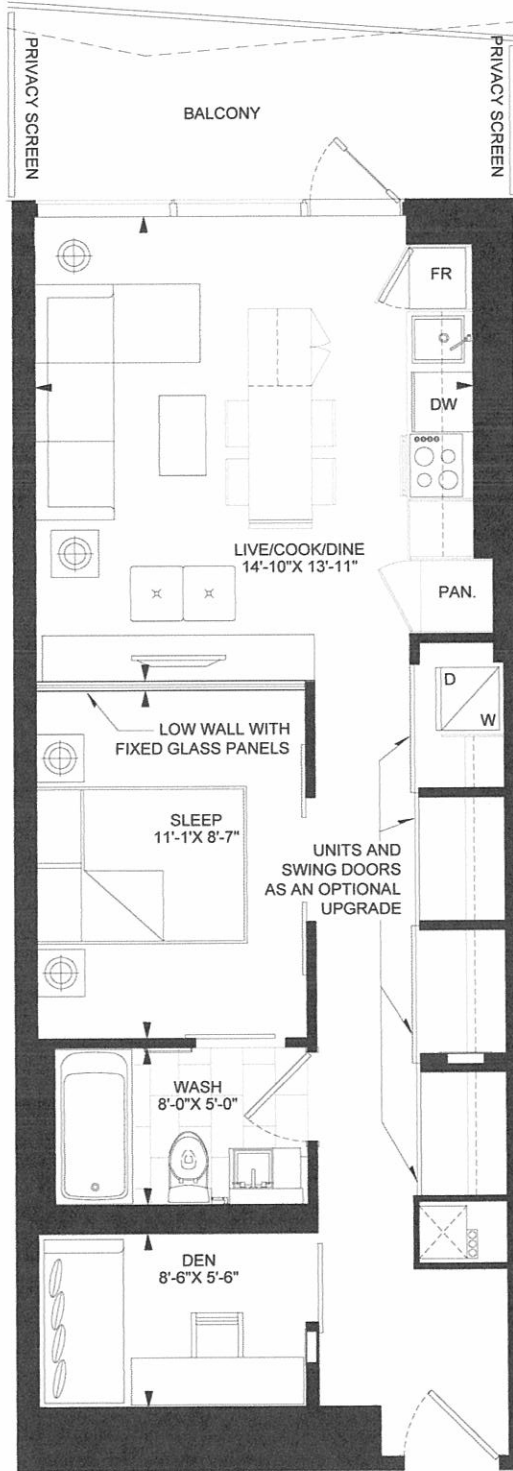 PRIVACY SCREEN
BALCONY
PRIVACY SCREEN
FR
DW
LIVE/COOK/DINE
14'-10"X 13'-11"
PAN.
D
W
LOW WALL WITH
FIXED GLASS PANELS
SLEEP
11'-1'X 8'-7"
UNITS AND
SWING DOORS
AS AN OPTIONAL
UPGRADE
WASH
8'-0"X 5'-0"
DEN
8'-6"X 5'-6"